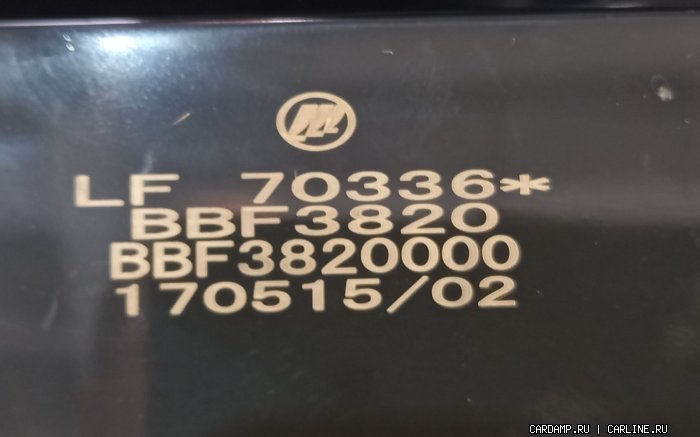 LF 70336*
BBF3820
BBF3820000
170515/02
CARDAMP.RU | CARLINE.RU